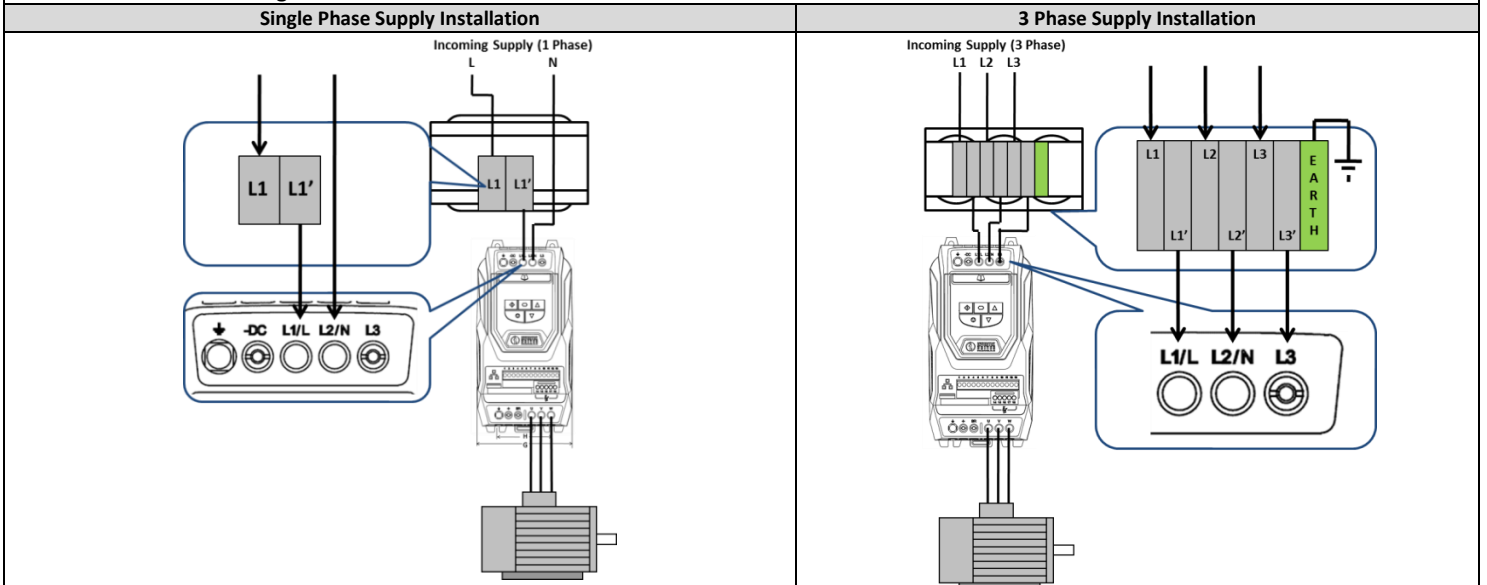 Single Phase Supply Installation
Incoming Supply (1 Phase)
L N
L1 L1′
L1 L1′
-DC L1/L L2/N L3
H
G
3 Phase Supply Installation
Incoming Supply (3 Phase)
L1 L2 L3
L1 L2 L3
EARTH
L1′ L2′ L3′
L1/L L2/N L3
U V W